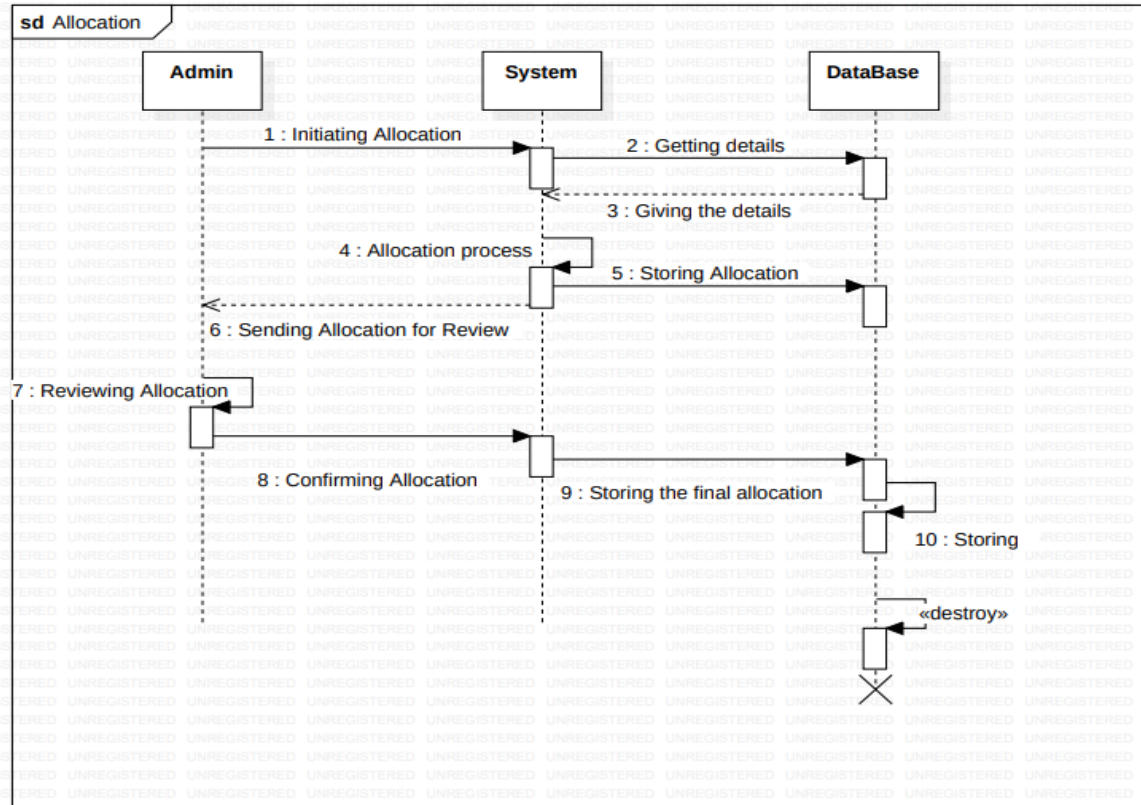 sd Allocation
Admin
System
DataBase
1 : Initiating Allocation
2 : Getting details
3 : Giving the details
4 : Allocation process
5 : Storing Allocation
6 : Sending Allocation for Review
7 : Reviewing Allocation
8 : Confirming Allocation
9 : Storing the final allocation
10 : Storing
«destroy»
UNREGISTERED